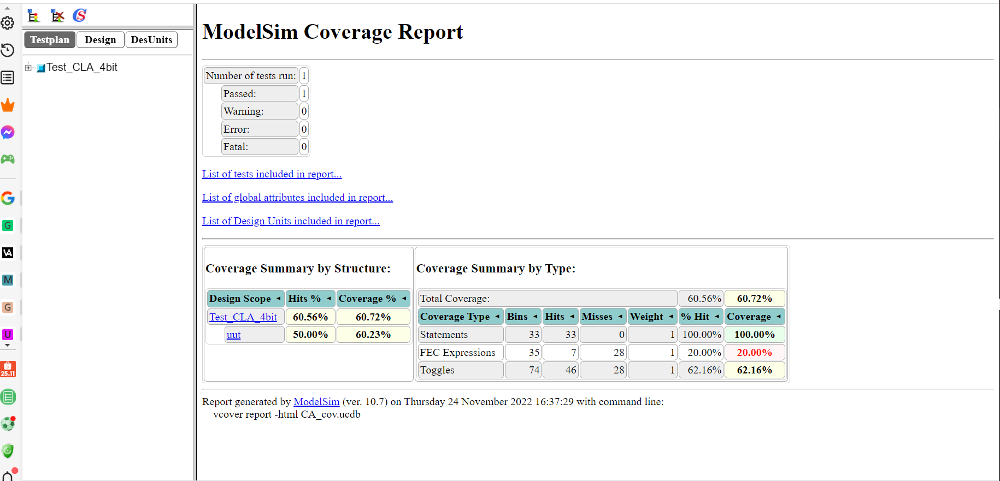 Testplan Design DesUnits
Test_CLA_4bit
ModelSim Coverage Report
Number of tests run: 1
Passed: 1
Warning: 0
Error: 0
Fatal: 0
List of tests included in report...
List of global attributes included in report...
List of Design Units included in report...
Coverage Summary by Structure:
Design Scope Hits % Coverage %
Test_CLA_4bit 60.56% 60.72%
uut 50.00% 60.23%
Coverage Summary by Type:
Total Coverage: 60.56% 60.72%
Coverage Type Bins Hits Misses Weight % Hit Coverage
Statements 33 33 0 1 100.00% 100.00%
FEC Expressions 35 7 28 1 20.00% 20.00%
Toggles 74 46 28 1 62.16% 62.16%
Report generated by ModelSim (ver. 10.7) on Thursday 24 November 2022 16:37:29 with command line:
vcover report -html CA_cov.ucdb
G
VA
M
G
U
25.11